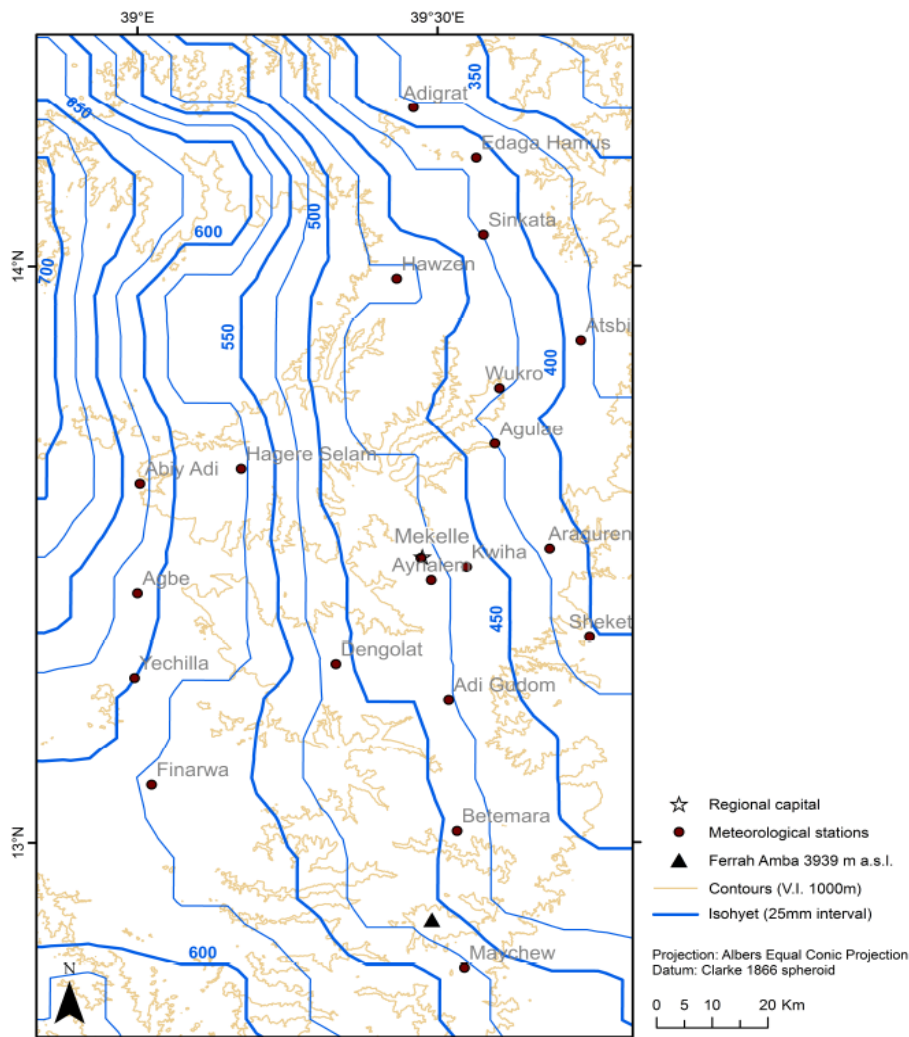 39°E
39°30'E
350
Adigrat
650
Edaga Hamus
Sinkata
600
500
14°N
Hawzen
700
Atsbi
550
400
Wukro
Agulae
Hagere Selam
Abiy Adi
Mekelle
Araguren
Kwiha
Aynalem
Agbe
450
Sheket
Dengolat
Yechilla
Adi Gudom
Finarwa
Betemara
13°N
Maychew
600
N
Regional capital
Meteorological stations
Ferrah Amba 3939 m a.s.l.
Contours (V.I. 1000m)
Isohyet (25mm interval)
Projection: Albers Equal Conic Projection
Datum: Clarke 1866 spheroid
0 5 10 20 Km